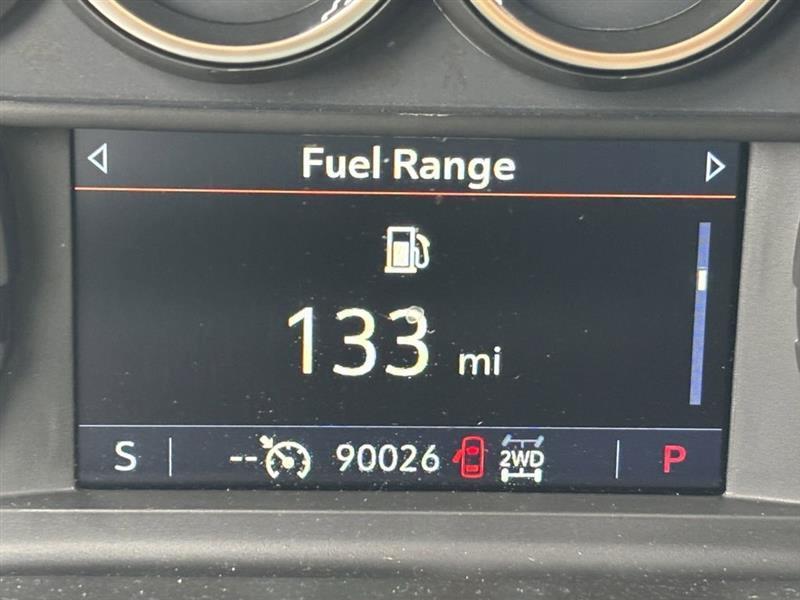 Fuel Range
133 mi
S -- 90026 2WD P